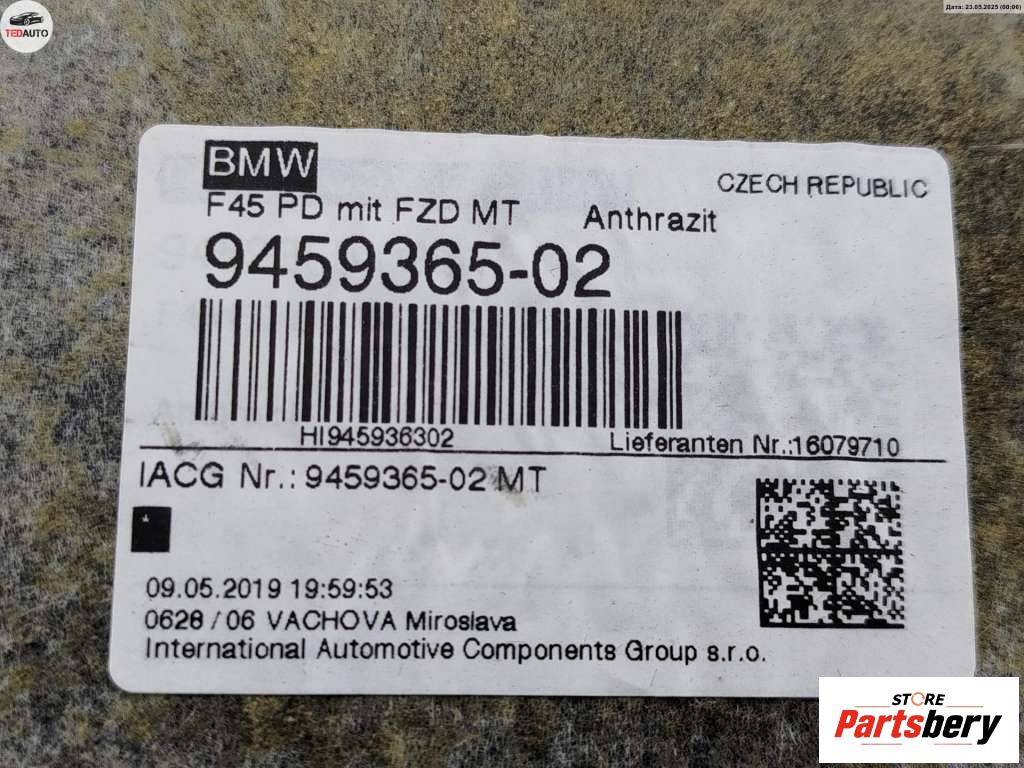 TEDAUTO
Дата: 23.05.2025 (00:06)
BMW
CZECH REPUBLIC
F45 PD mit FZD MT Anthrazit
9459365-02
HI945936302
Lieferanten Nr.:16079710
IACG Nr.: 9459365-02 MT
*
09.05.2019 19:59:53
0628 / 06 VACHOVA Miroslava
International Automotive Components Group s.r.o.
STORE
Partsbery